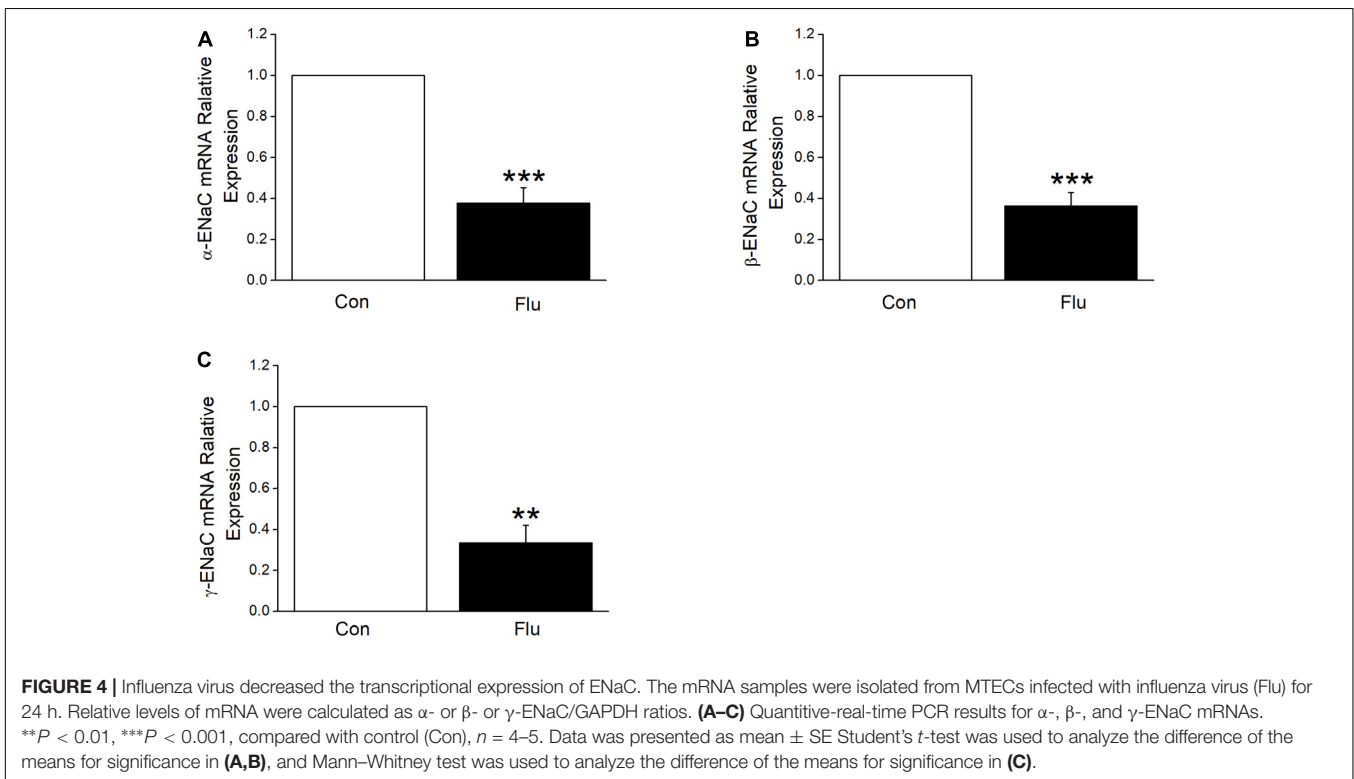 A
1.2
1.0
0.8
0.6
0.4
0.2
0.0
α-ENaC mRNA Ralative
Expression
***
Con
Flu
B
1.2
1.0
0.8
0.6
0.4
0.2
0.0
β-ENaC mRNA Ralative
Expression
***
Con
Flu
C
1.2
1.0
0.8
0.6
0.4
0.2
0.0
γ-ENaC mRNA Ralative
Expression
**
Con
Flu
FIGURE 4 | Influenza virus decreased the transcriptional expression of ENaC. The mRNA samples were isolated from MTECs infected with influenza virus (Flu) for
24 h. Relative levels of mRNA were calculated as α- or β- or γ-ENaC/GAPDH ratios. (A–C) Quantitive-real-time PCR results for α-, β-, and γ-ENaC mRNAs.
**P < 0.01, ***P < 0.001, compared with control (Con), n = 4–5. Data was presented as mean ± SE Student's t-test was used to analyze the difference of the
means for significance in (A,B), and Mann–Whitney test was used to analyze the difference of the means for significance in (C).